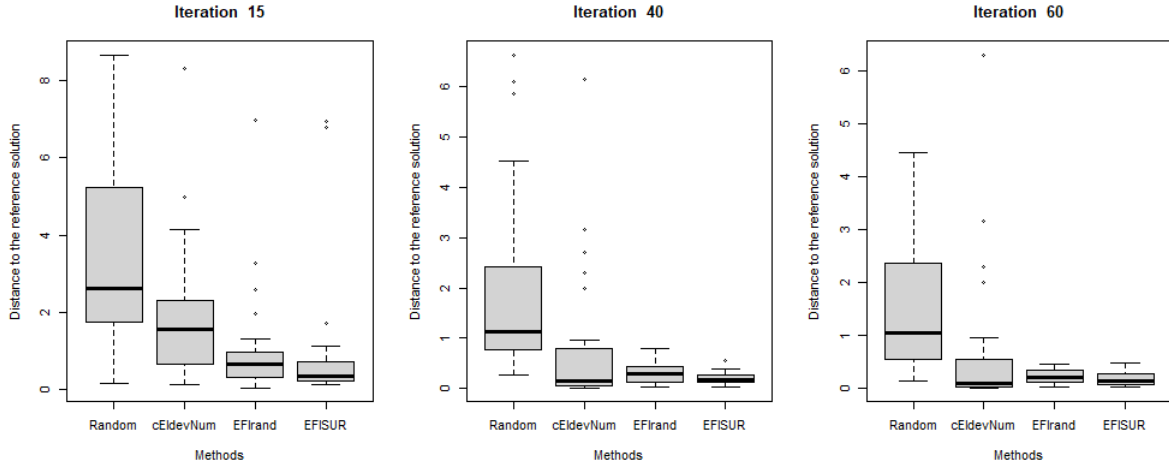 Iteration 15
Distance to the reference solution
8
6
4
2
0
Random cEIdevNum EFIrand EFISUR
Methods
Iteration 40
Distance to the reference solution
6
5
4
3
2
1
0
Random cEIdevNum EFIrand EFISUR
Methods
Iteration 60
Distance to the reference solution
6
5
4
3
2
1
0
Random cEIdevNum EFIrand EFISUR
Methods